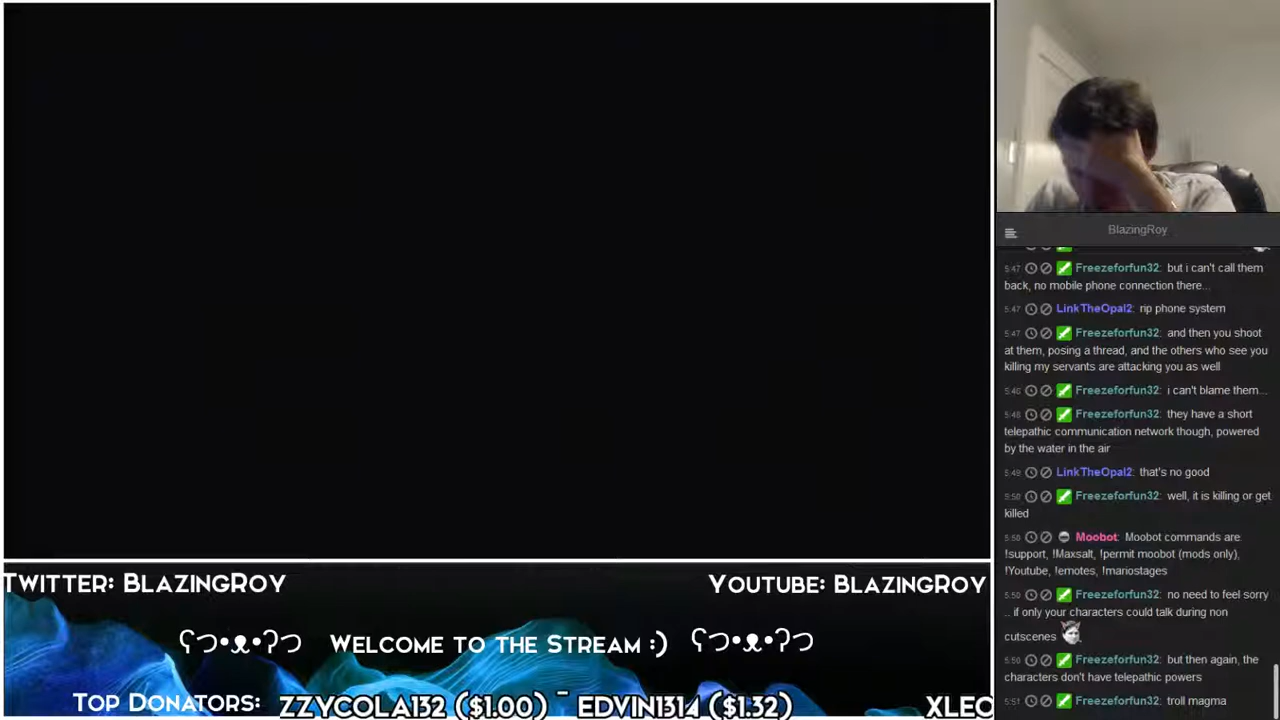 BlazingRoy
5:47 Freezeforfun32: but i can't call them
back, no mobile phone connection there...
5:47 LinkTheOpal2: rip phone system
5:47 Freezeforfun32: and then you shoot
at them, posing a thread, and the others who see you
killing my servants are attacking you as well
Freezeforfun32: i can't blame them...
5:48 Freezeforfun32: they have a short
telepathic communication network though, powered
by the water in the air
5:49 LinkTheOpal2: that's no good
5:50 Freezeforfun32: well, it is killing or get
killed
5:50 Moobot: Moobot commands are
!support, !Maxsalt, !permit moobot (mods only),
!Youtube, !emotes, !mariostages
5:50 Freezeforfun32: no need to feel sorry
.. if only your characters could talk during non
cutscenes
5:50 Freezeforfun32: but then again, the
characters don't have telepathic powers
5:51 Freezeforfun32: troll magma
Twitter: BlazingRoy
Youtube: BlazingRoy
ʕつ•ᴥ•ʔつ Welcome to the Stream :) ʕつ•ᴥ•ʔつ
Top Donators: ZZYCOLA132 ($1.00) ~ EDVIN1314 ($1.32) XLEO